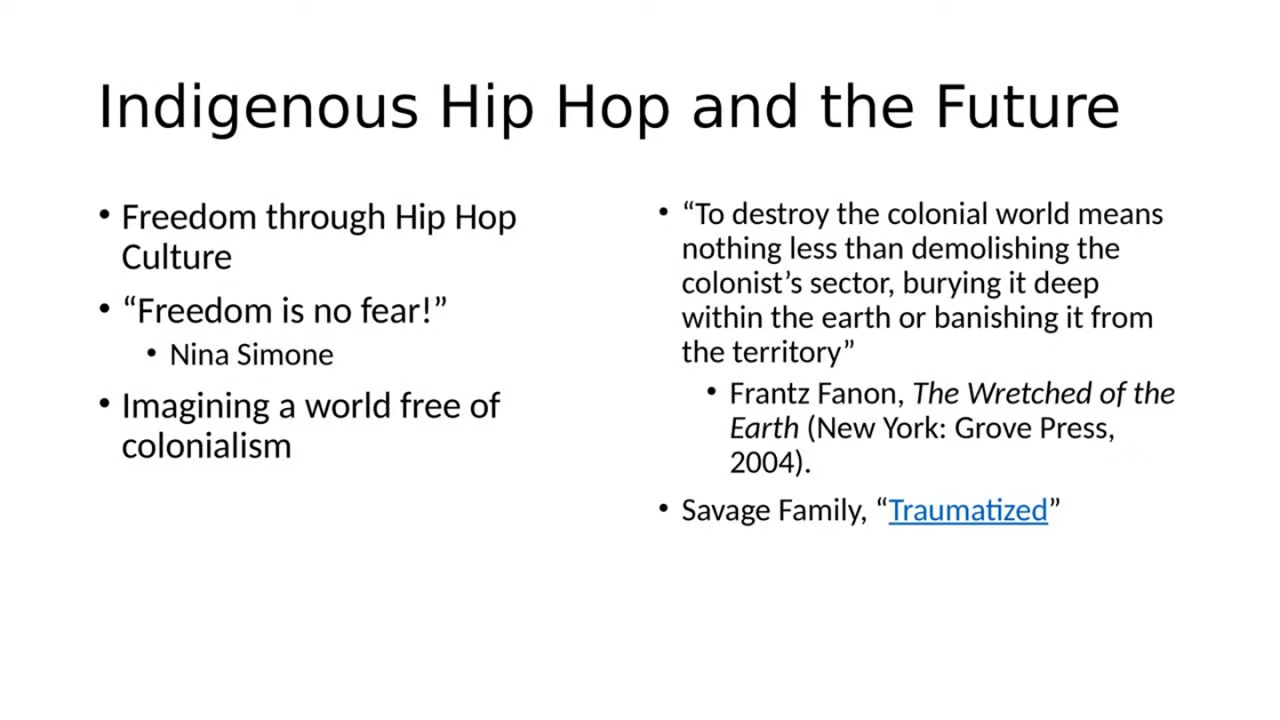 Indigenous Hip Hop and the Future
• Freedom through Hip Hop
Culture
• “Freedom is no fear!”
• Nina Simone
• Imagining a world free of
colonialism
• “To destroy the colonial world means
nothing less than demolishing the
colonist’s sector, burying it deep
within the earth or banishing it from
the territory”
• Frantz Fanon, The Wretched of the
Earth (New York: Grove Press,
2004).
• Savage Family, “Traumatized”